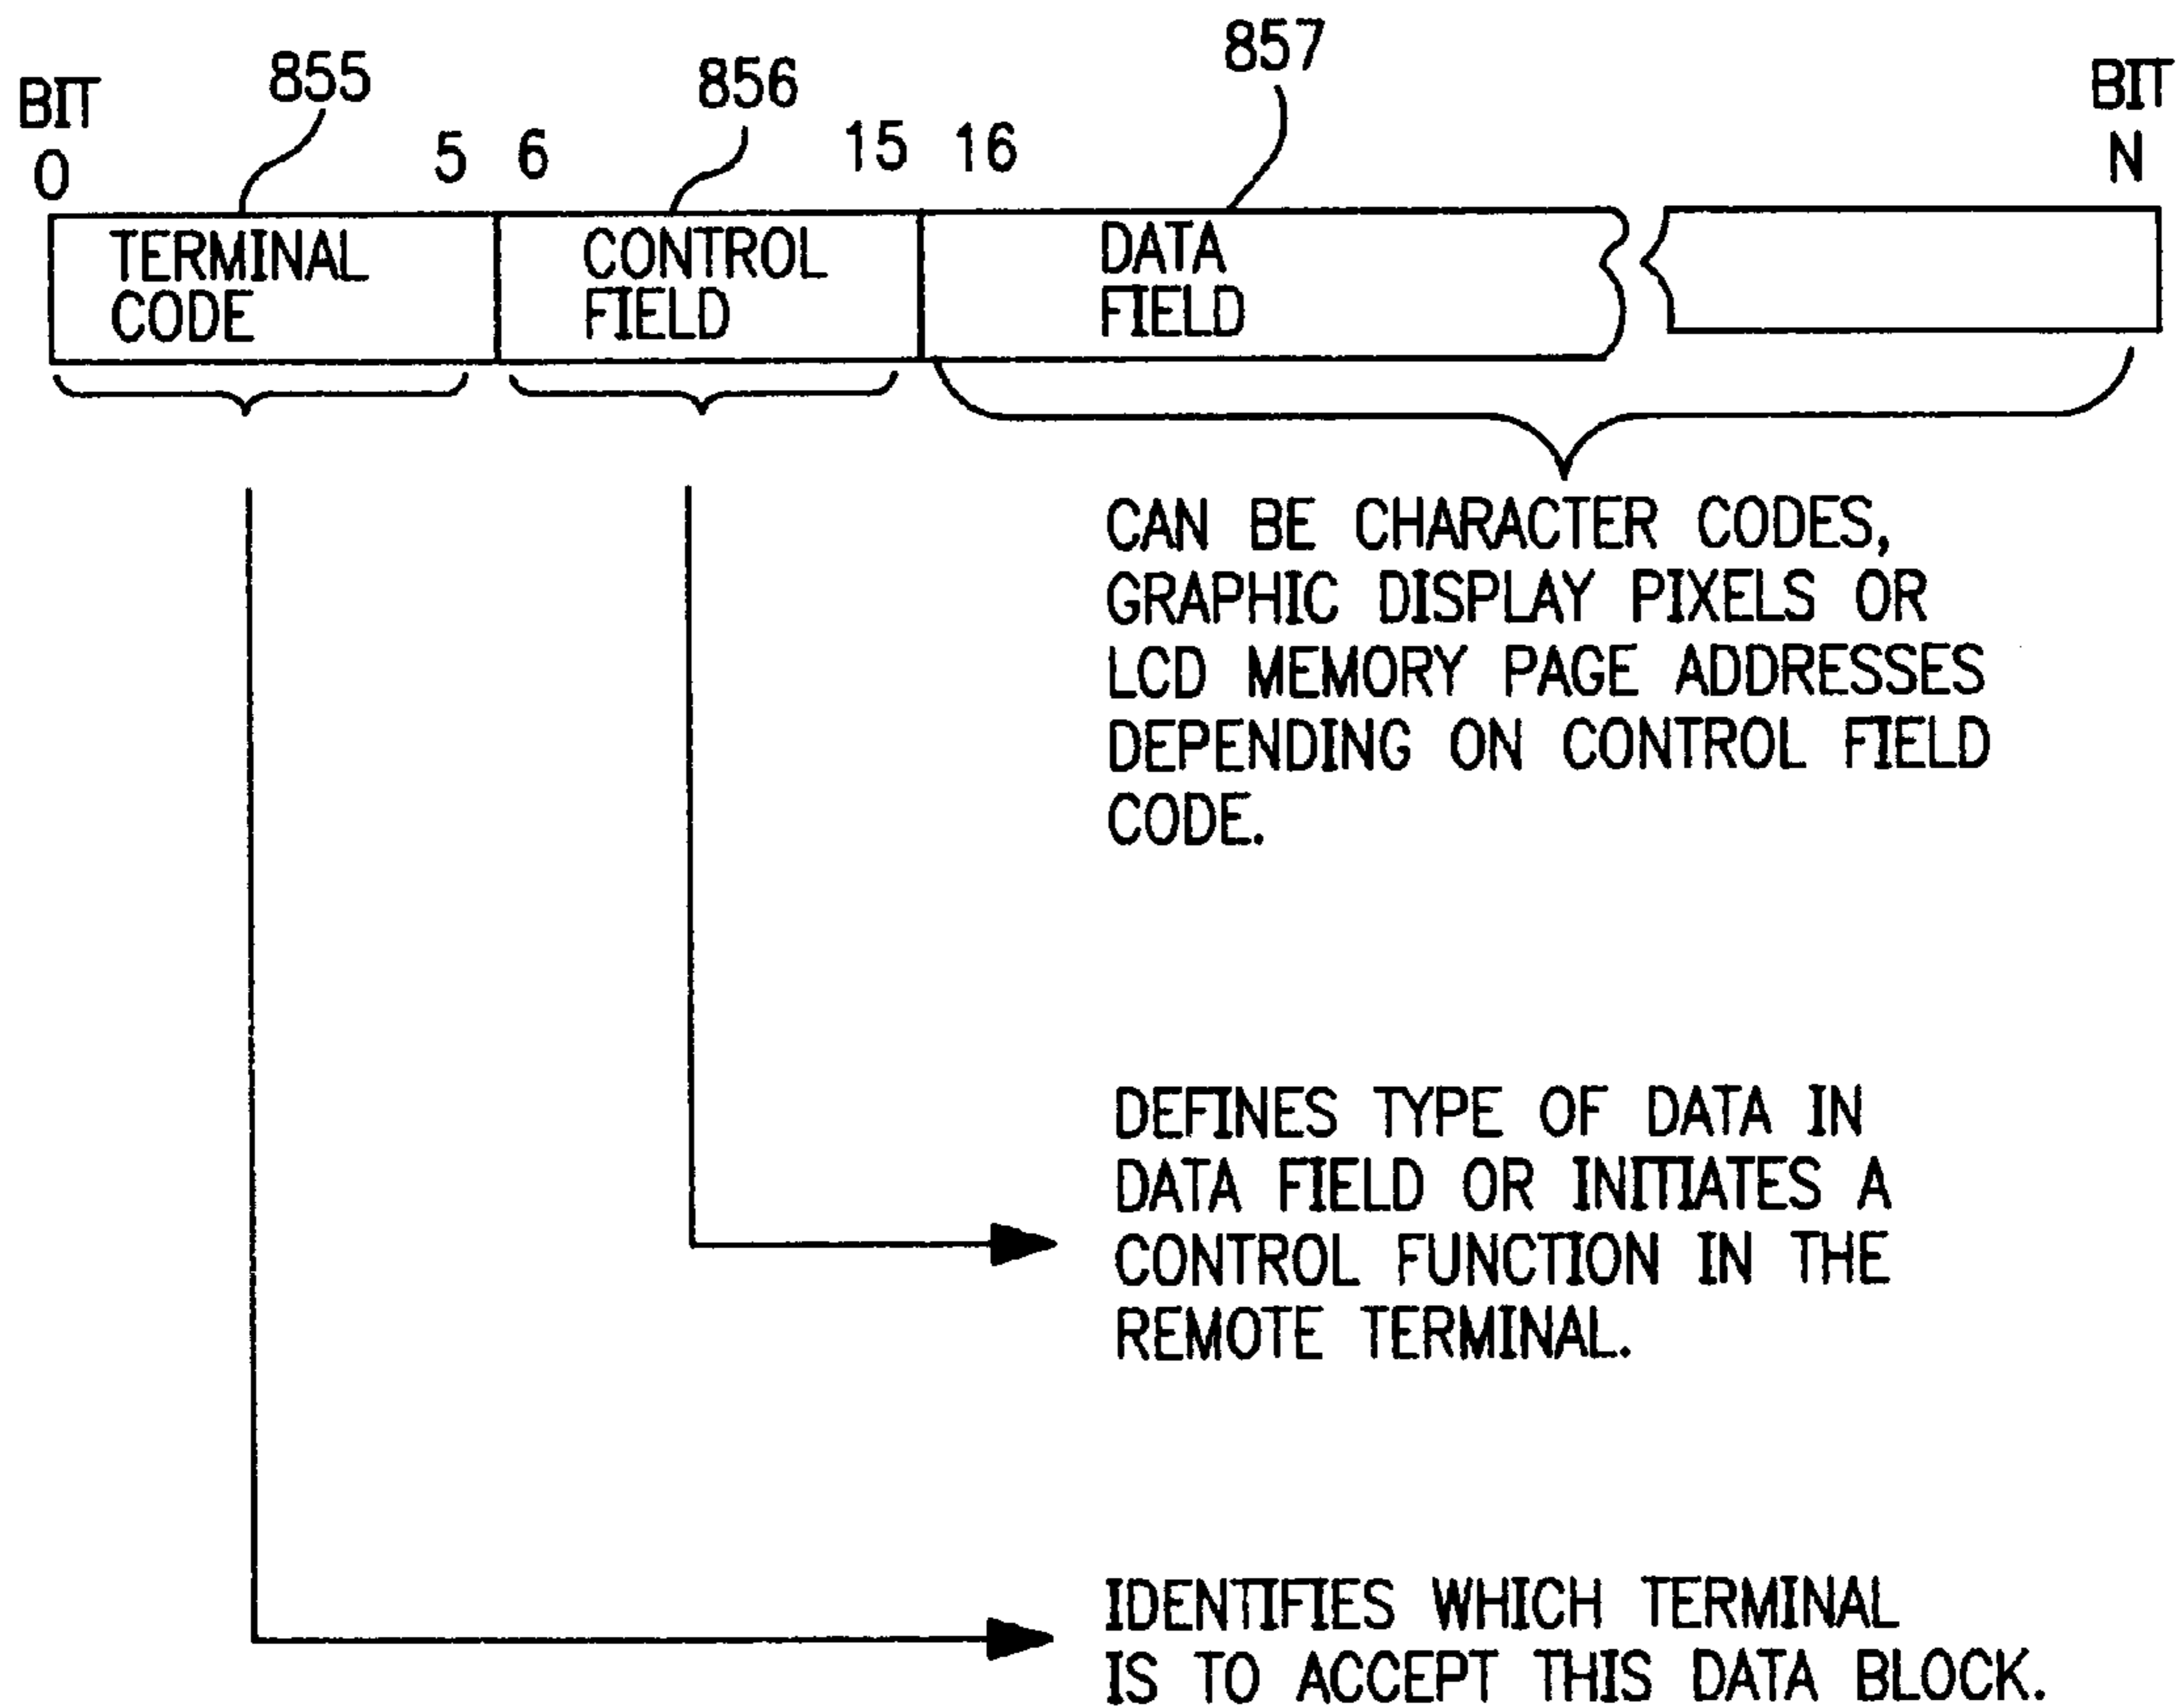 855 856 857
BIT 0 5 6 15 16 BIT N
TERMINAL
CODE
CONTROL
FIELD
DATA
FIELD
CAN BE CHARACTER CODES,
GRAPHIC DISPLAY PIXELS OR
LCD MEMORY PAGE ADDRESSES
DEPENDING ON CONTROL FIELD
CODE.
DEFINES TYPE OF DATA IN
DATA FIELD OR INITIATES A
CONTROL FUNCTION IN THE
REMOTE TERMINAL.
IDENTIFIES WHICH TERMINAL
IS TO ACCEPT THIS DATA BLOCK.